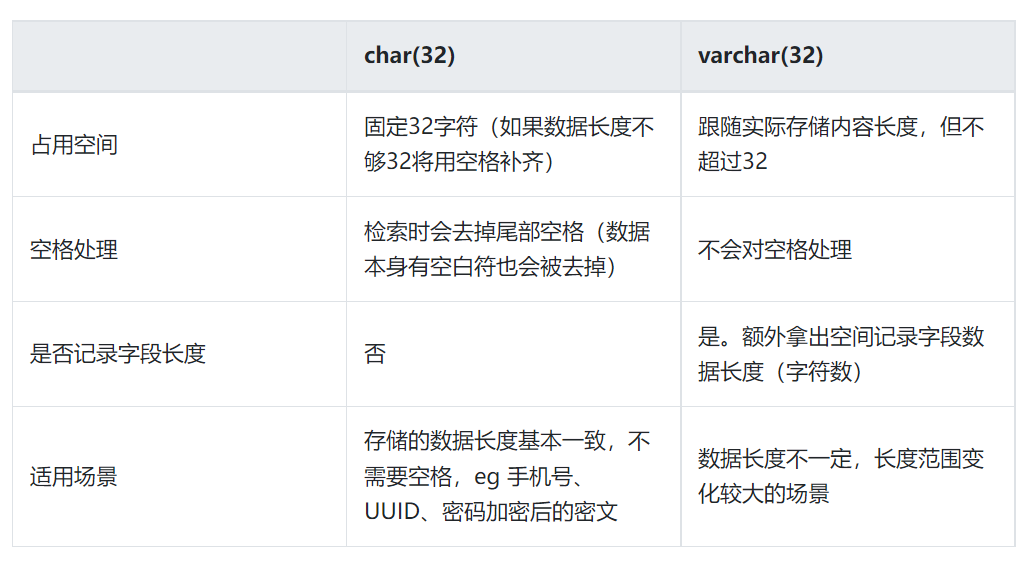 char(32)
varchar(32)
占用空间
固定32字符（如果数据长度不
够32将用空格补齐）
跟随实际存储内容长度，但不
超过32
空格处理
检索时会去掉尾部空格（数据
本身有空白符也会被去掉）
不会对空格处理
是否记录字段长度
否
是。额外拿出空间记录字段数
据长度（字符数）
适用场景
存储的数据长度基本一致，不
需要空格，eg 手机号、
UUID、密码加密后的密文
数据长度不一定，长度范围变
化较大的场景